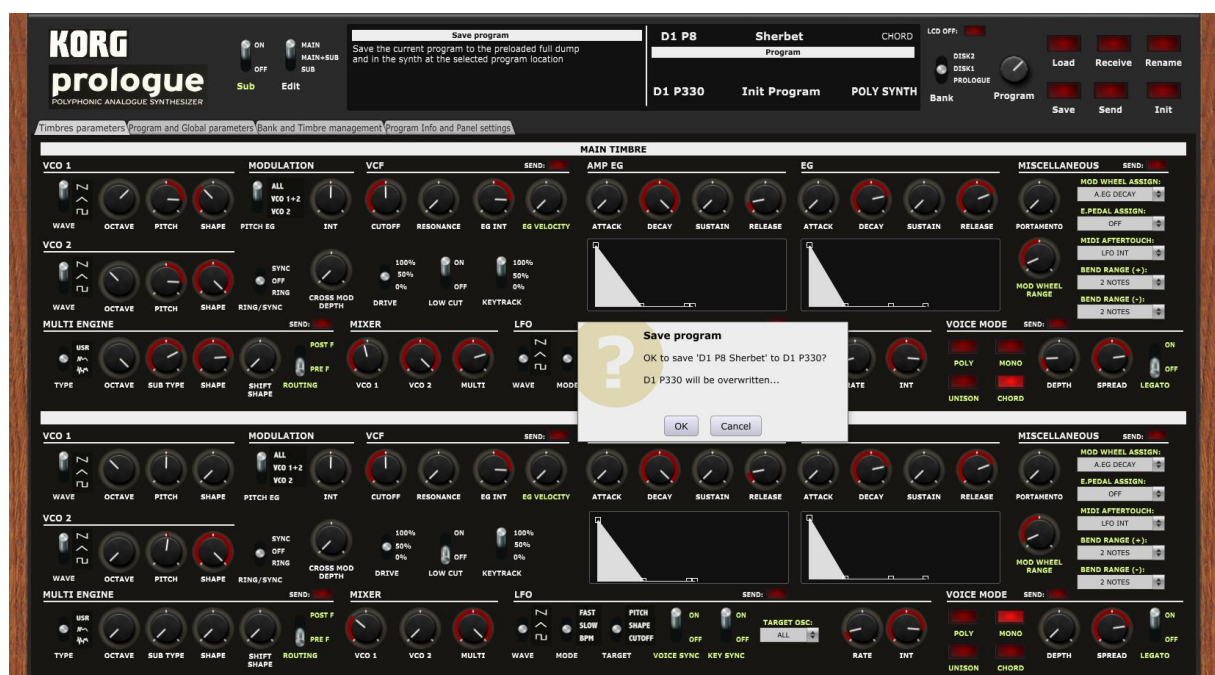 KORG
prologue
POLYPHONIC ANALOGUE SYNTHESIZER
ON
OFF
Sub
MAIN
MAIN+SUB
SUB
Edit
Save program
Save the current program to the preloaded full dump
and in the synth at the selected program location
D1 P8 Sherbet CHORD
Program
D1 P330 Init Program POLY SYNTH
LCD OFF:
DISK2
DISK1
PROLOGUE
Bank Program
Load Receive Rename
Save Send Init
Timbres parameters Program and Global parameters Bank and Timbre management Program Info and Panel settings
MAIN TIMBRE
VCO 1 MODULATION VCF SEND: AMP EG EG MISCELLANEOUS SEND:
ALL
VCO 1+2
VCO 2
WAVE OCTAVE PITCH SHAPE PITCH EG INT CUTOFF RESONANCE EG INT EG VELOCITY ATTACK DECAY SUSTAIN RELEASE ATTACK DECAY SUSTAIN RELEASE PORTAMENTO
MOD WHEEL ASSIGN:
A.EG DECAY
E.PEDAL ASSIGN:
OFF
MIDI AFTERTOUCH:
LFO INT
BEND RANGE (+):
2 NOTES
BEND RANGE (-):
2 NOTES
MOD WHEEL
RANGE
VCO 2
SYNC
OFF
RING
100%
50%
0%
ON
OFF
100%
50%
0%
WAVE OCTAVE PITCH SHAPE RING/SYNC CROSS MOD
DEPTH DRIVE LOW CUT KEYTRACK
MULTI ENGINE SEND: MIXER LFO VOICE MODE SEND:
USR
POST F
PRE F
TYPE OCTAVE SUB TYPE SHAPE SHIFT
SHAPE ROUTING VCO 1 VCO 2 MULTI WAVE MODE
RATE INT
POLY MONO
UNISON CHORD
DEPTH SPREAD LEGATO
ON
OFF
Save program
OK to save 'D1 P8 Sherbet' to D1 P330?
D1 P330 will be overwritten...
OK Cancel
VCO 1 MODULATION VCF SEND: MISCELLANEOUS SEND:
ALL
VCO 1+2
VCO 2
WAVE OCTAVE PITCH SHAPE PITCH EG INT CUTOFF RESONANCE EG INT EG VELOCITY ATTACK DECAY SUSTAIN RELEASE ATTACK DECAY SUSTAIN RELEASE PORTAMENTO
MOD WHEEL ASSIGN:
A.EG DECAY
E.PEDAL ASSIGN:
OFF
MIDI AFTERTOUCH:
LFO INT
BEND RANGE (+):
2 NOTES
BEND RANGE (-):
2 NOTES
MOD WHEEL
RANGE
VCO 2
SYNC
OFF
RING
100%
50%
0%
ON
OFF
100%
50%
0%
WAVE OCTAVE PITCH SHAPE RING/SYNC CROSS MOD
DEPTH DRIVE LOW CUT KEYTRACK
MULTI ENGINE SEND: MIXER LFO SEND: VOICE MODE SEND:
USR
POST F
PRE F
TYPE OCTAVE SUB TYPE SHAPE SHIFT
SHAPE ROUTING VCO 1 VCO 2 MULTI
FAST
SLOW
BPM
PITCH
SHAPE
CUTOFF
ON
OFF
ON
OFF
TARGET OSC:
ALL
WAVE MODE TARGET VOICE SYNC KEY SYNC RATE INT
POLY MONO
UNISON CHORD
DEPTH SPREAD LEGATO
ON
OFF